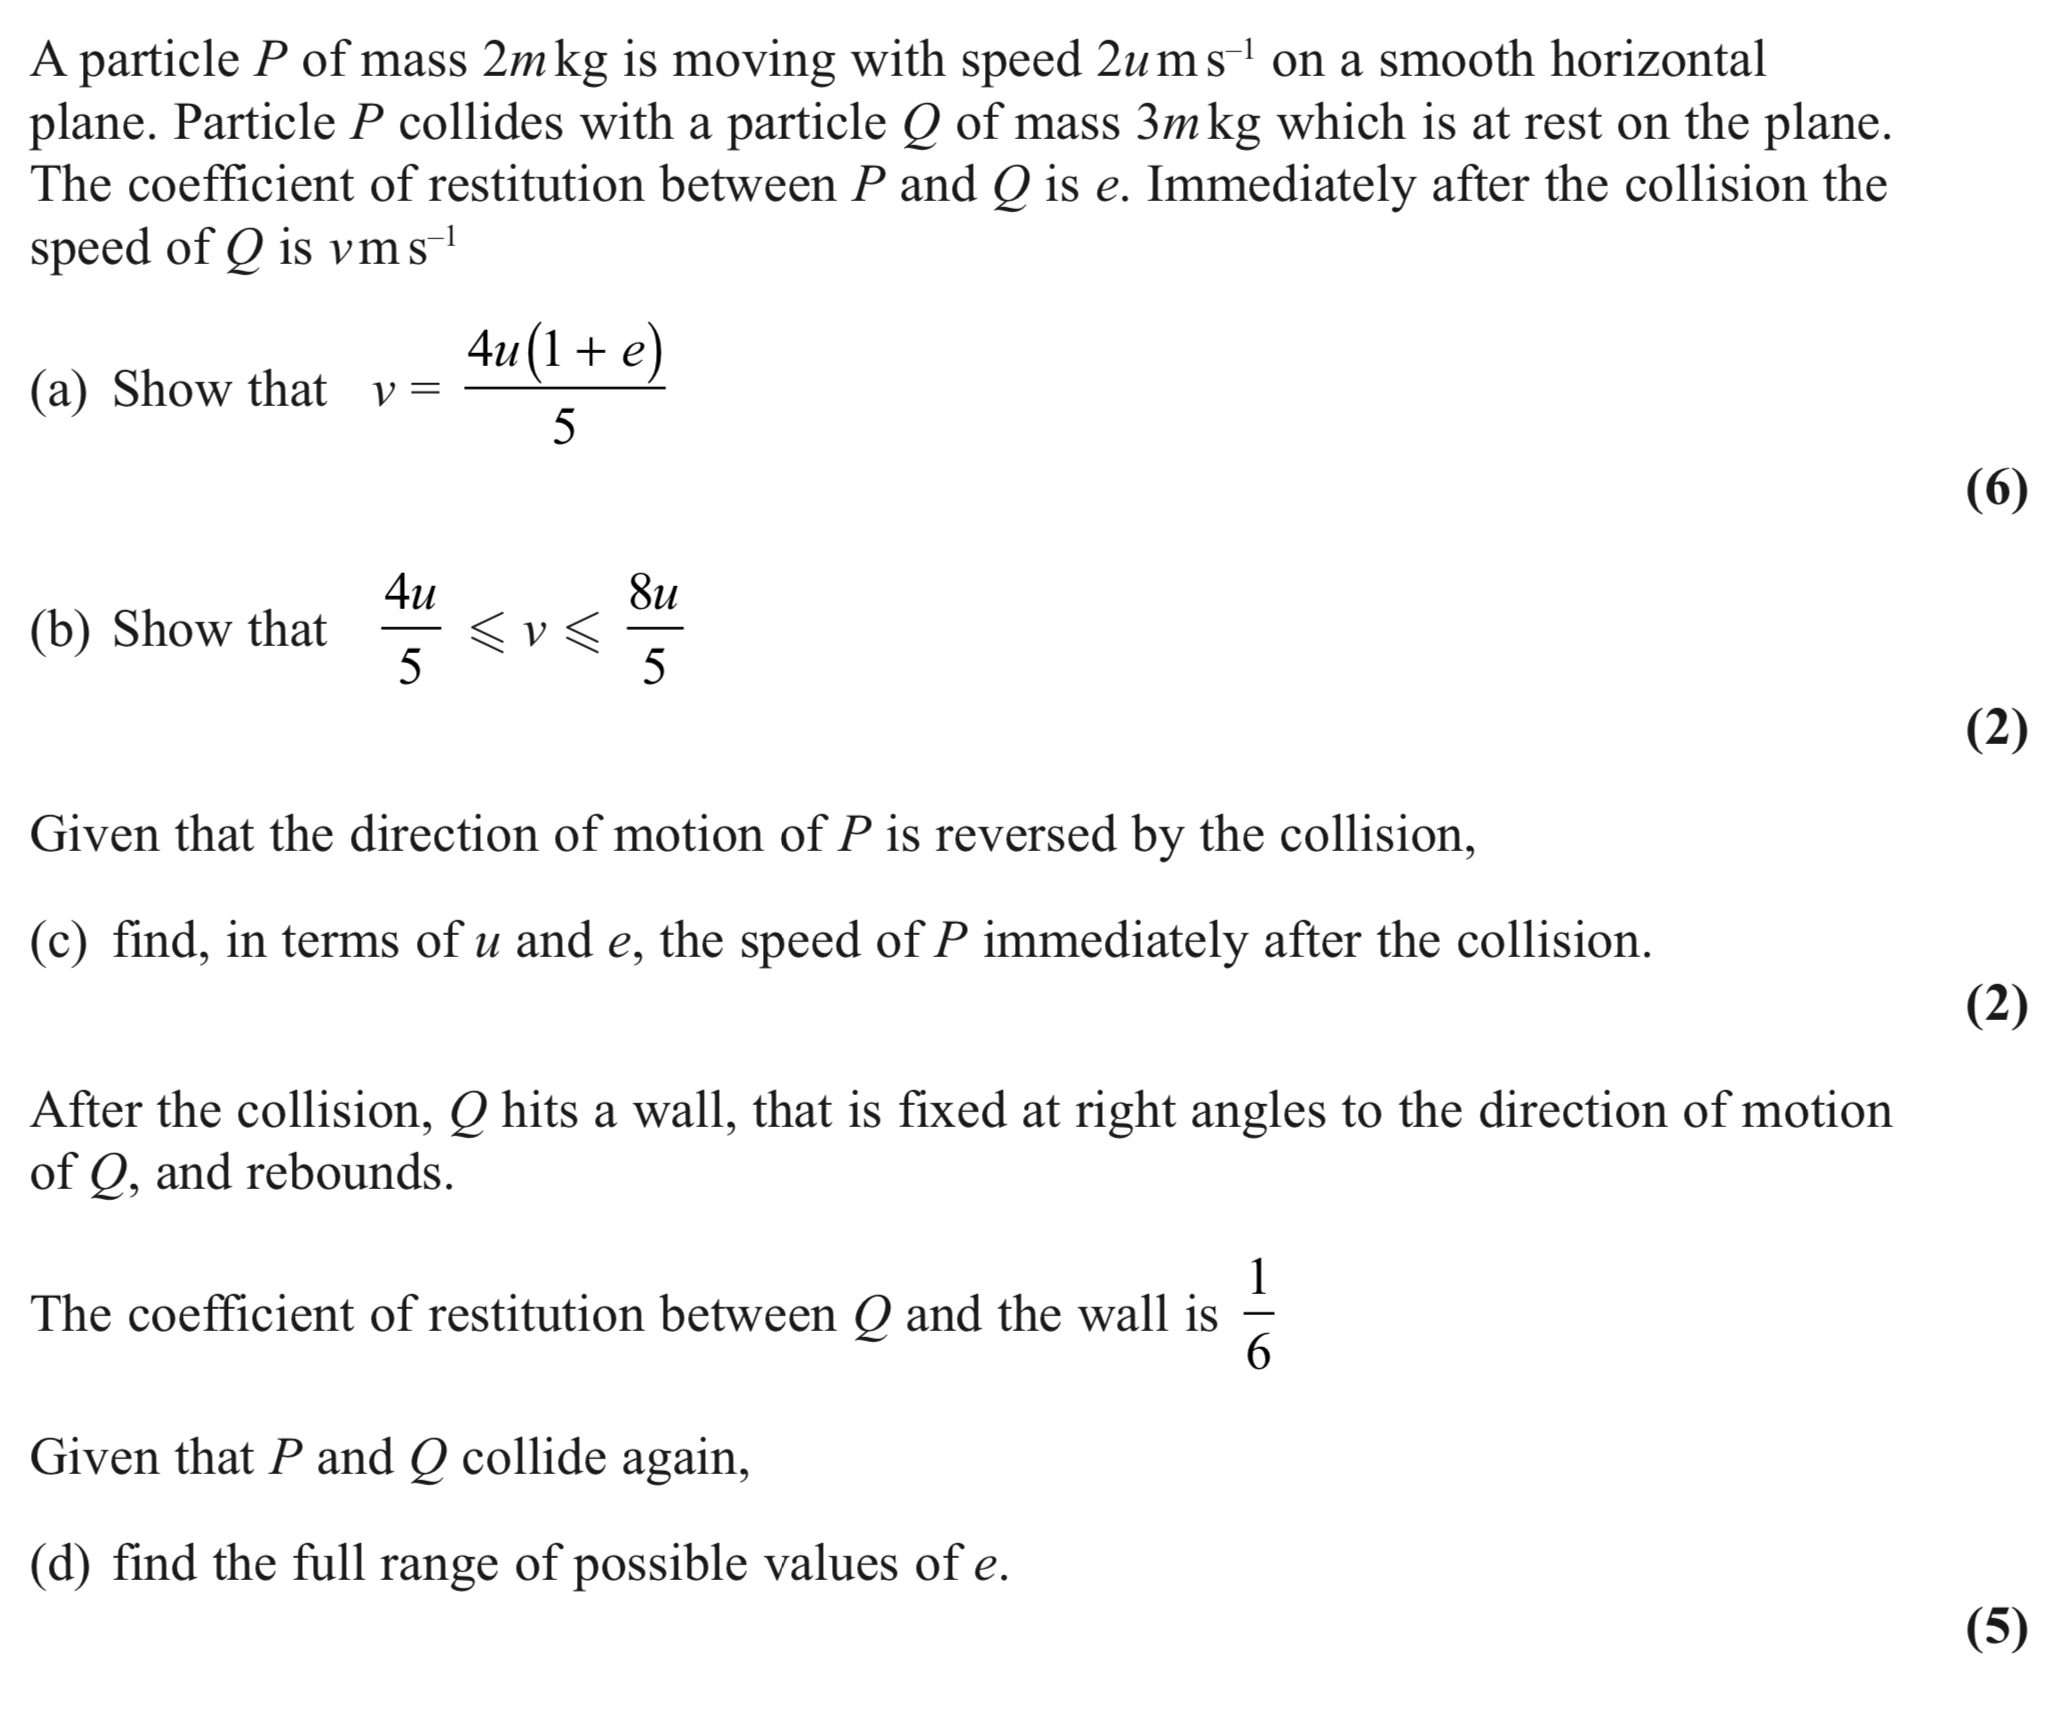 A particle P of mass 2m kg is moving with speed 2u m s⁻¹ on a smooth horizontal
plane. Particle P collides with a particle Q of mass 3m kg which is at rest on the plane.
The coefficient of restitution between P and Q is e. Immediately after the collision the
speed of Q is v m s⁻¹
(a) Show that v = 4u(1 + e)/5
(6)
(b) Show that 4u/5 ⩽ v ⩽ 8u/5
(2)
Given that the direction of motion of P is reversed by the collision,
(c) find, in terms of u and e, the speed of P immediately after the collision.
(2)
After the collision, Q hits a wall, that is fixed at right angles to the direction of motion
of Q, and rebounds.
The coefficient of restitution between Q and the wall is 1/6
Given that P and Q collide again,
(d) find the full range of possible values of e.
(5)